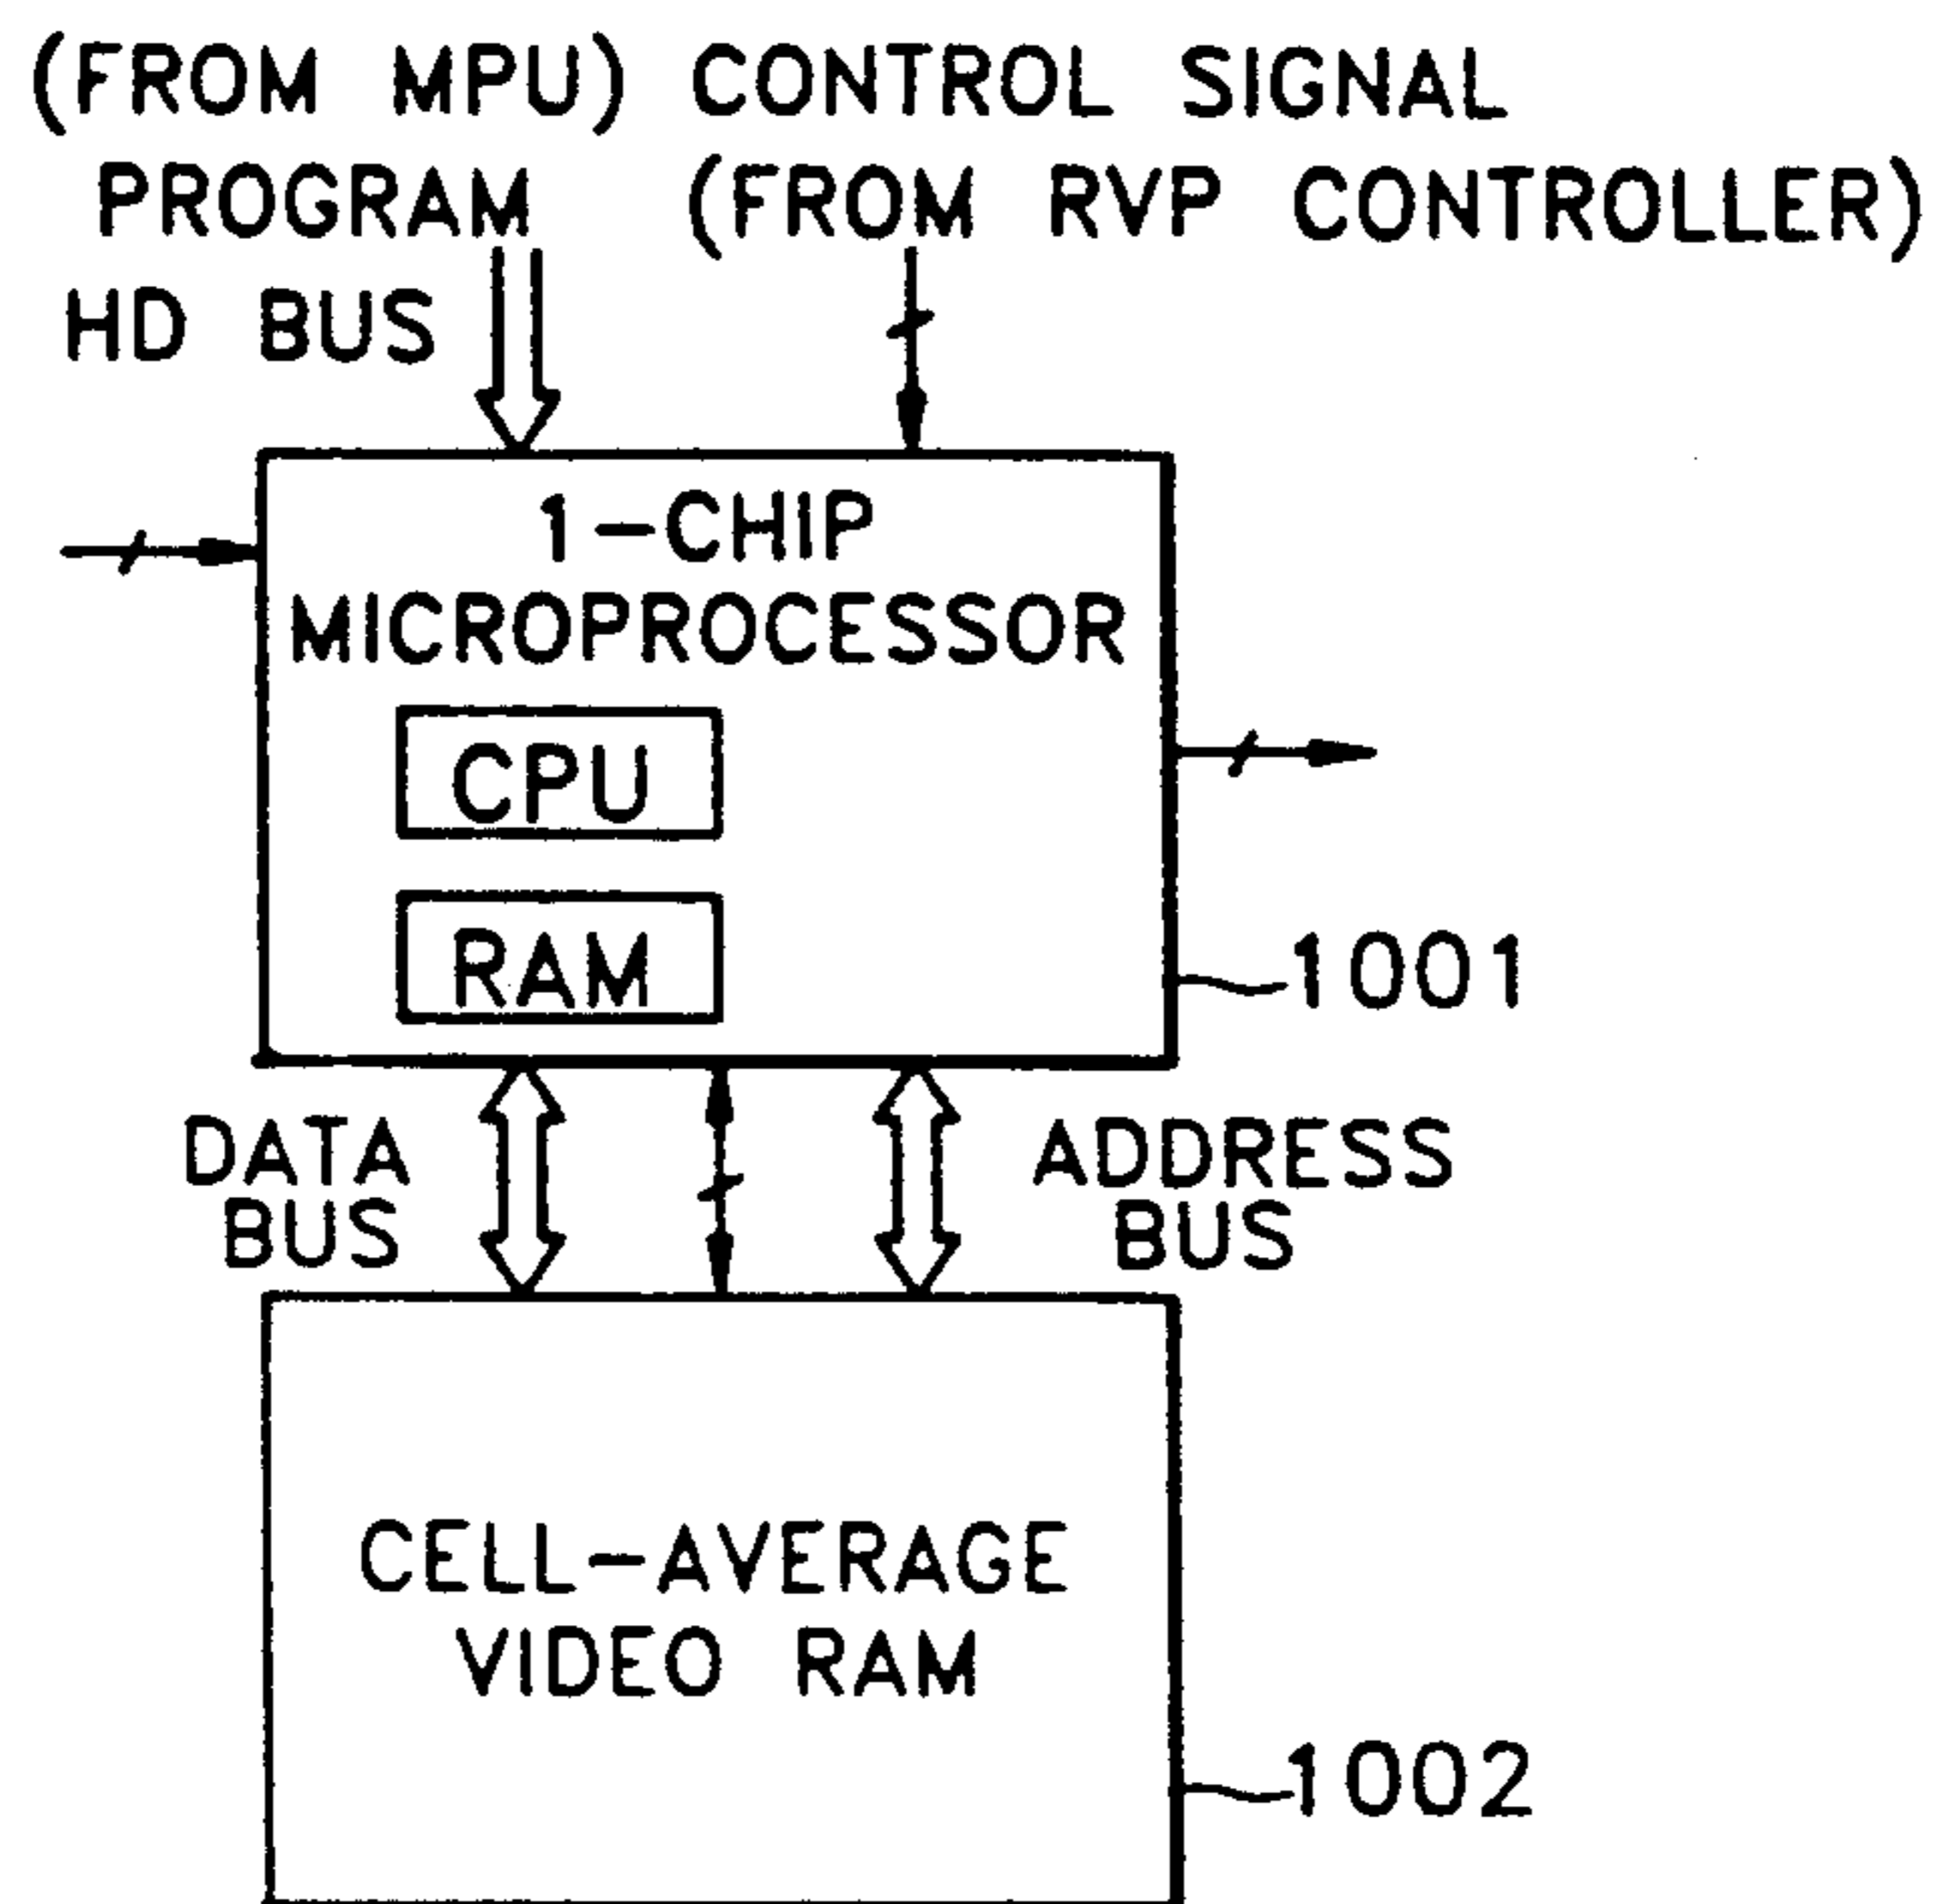 (FROM MPU) CONTROL SIGNAL
PROGRAM (FROM RVP CONTROLLER)
HD BUS
1-CHIP
MICROPROCESSOR
CPU
RAM
1001
DATA
BUS
ADDRESS
BUS
CELL-AVERAGE
VIDEO RAM
1002